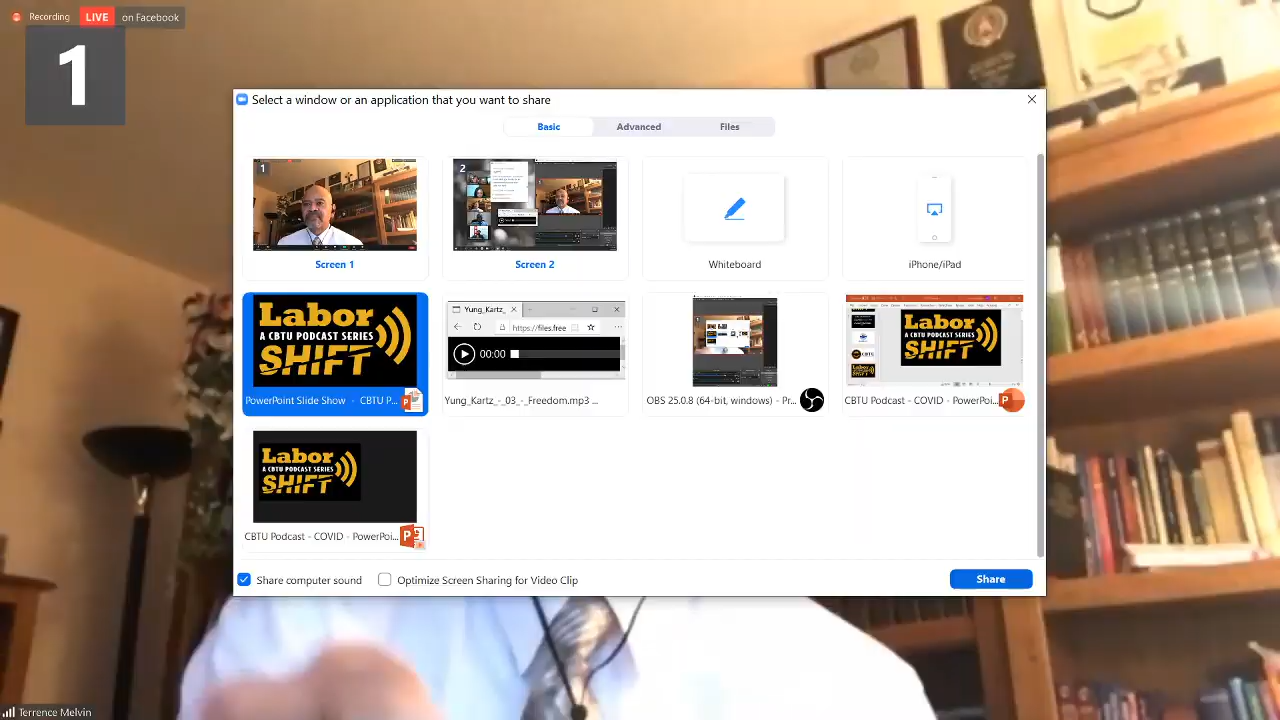 Recording
LIVE
on Facebook
1
Select a window or an application that you want to share
Basic
Advanced
Files
1
2
Screen 1
Screen 2
Whiteboard
iPhone/iPad
Labor
A CBTU PODCAST SERIES
SHIFT
PowerPoint Slide Show - CBTU P...
Yung_Kartz_
https://files.free
00:00
Yung_Kartz_-_03_-_Freedom.mp3 ...
OBS 25.0.8 (64-bit, windows) - Pr...
CBTU
Labor
A CBTU PODCAST SERIES
SHIFT
CBTU Podcast - COVID - PowerPoi...
P
Labor
A CBTU PODCAST SERIES
SHIFT
CBTU Podcast - COVID - PowerPoi...
P
Share computer sound
Optimize Screen Sharing for Video Clip
Share
Terrence Melvin